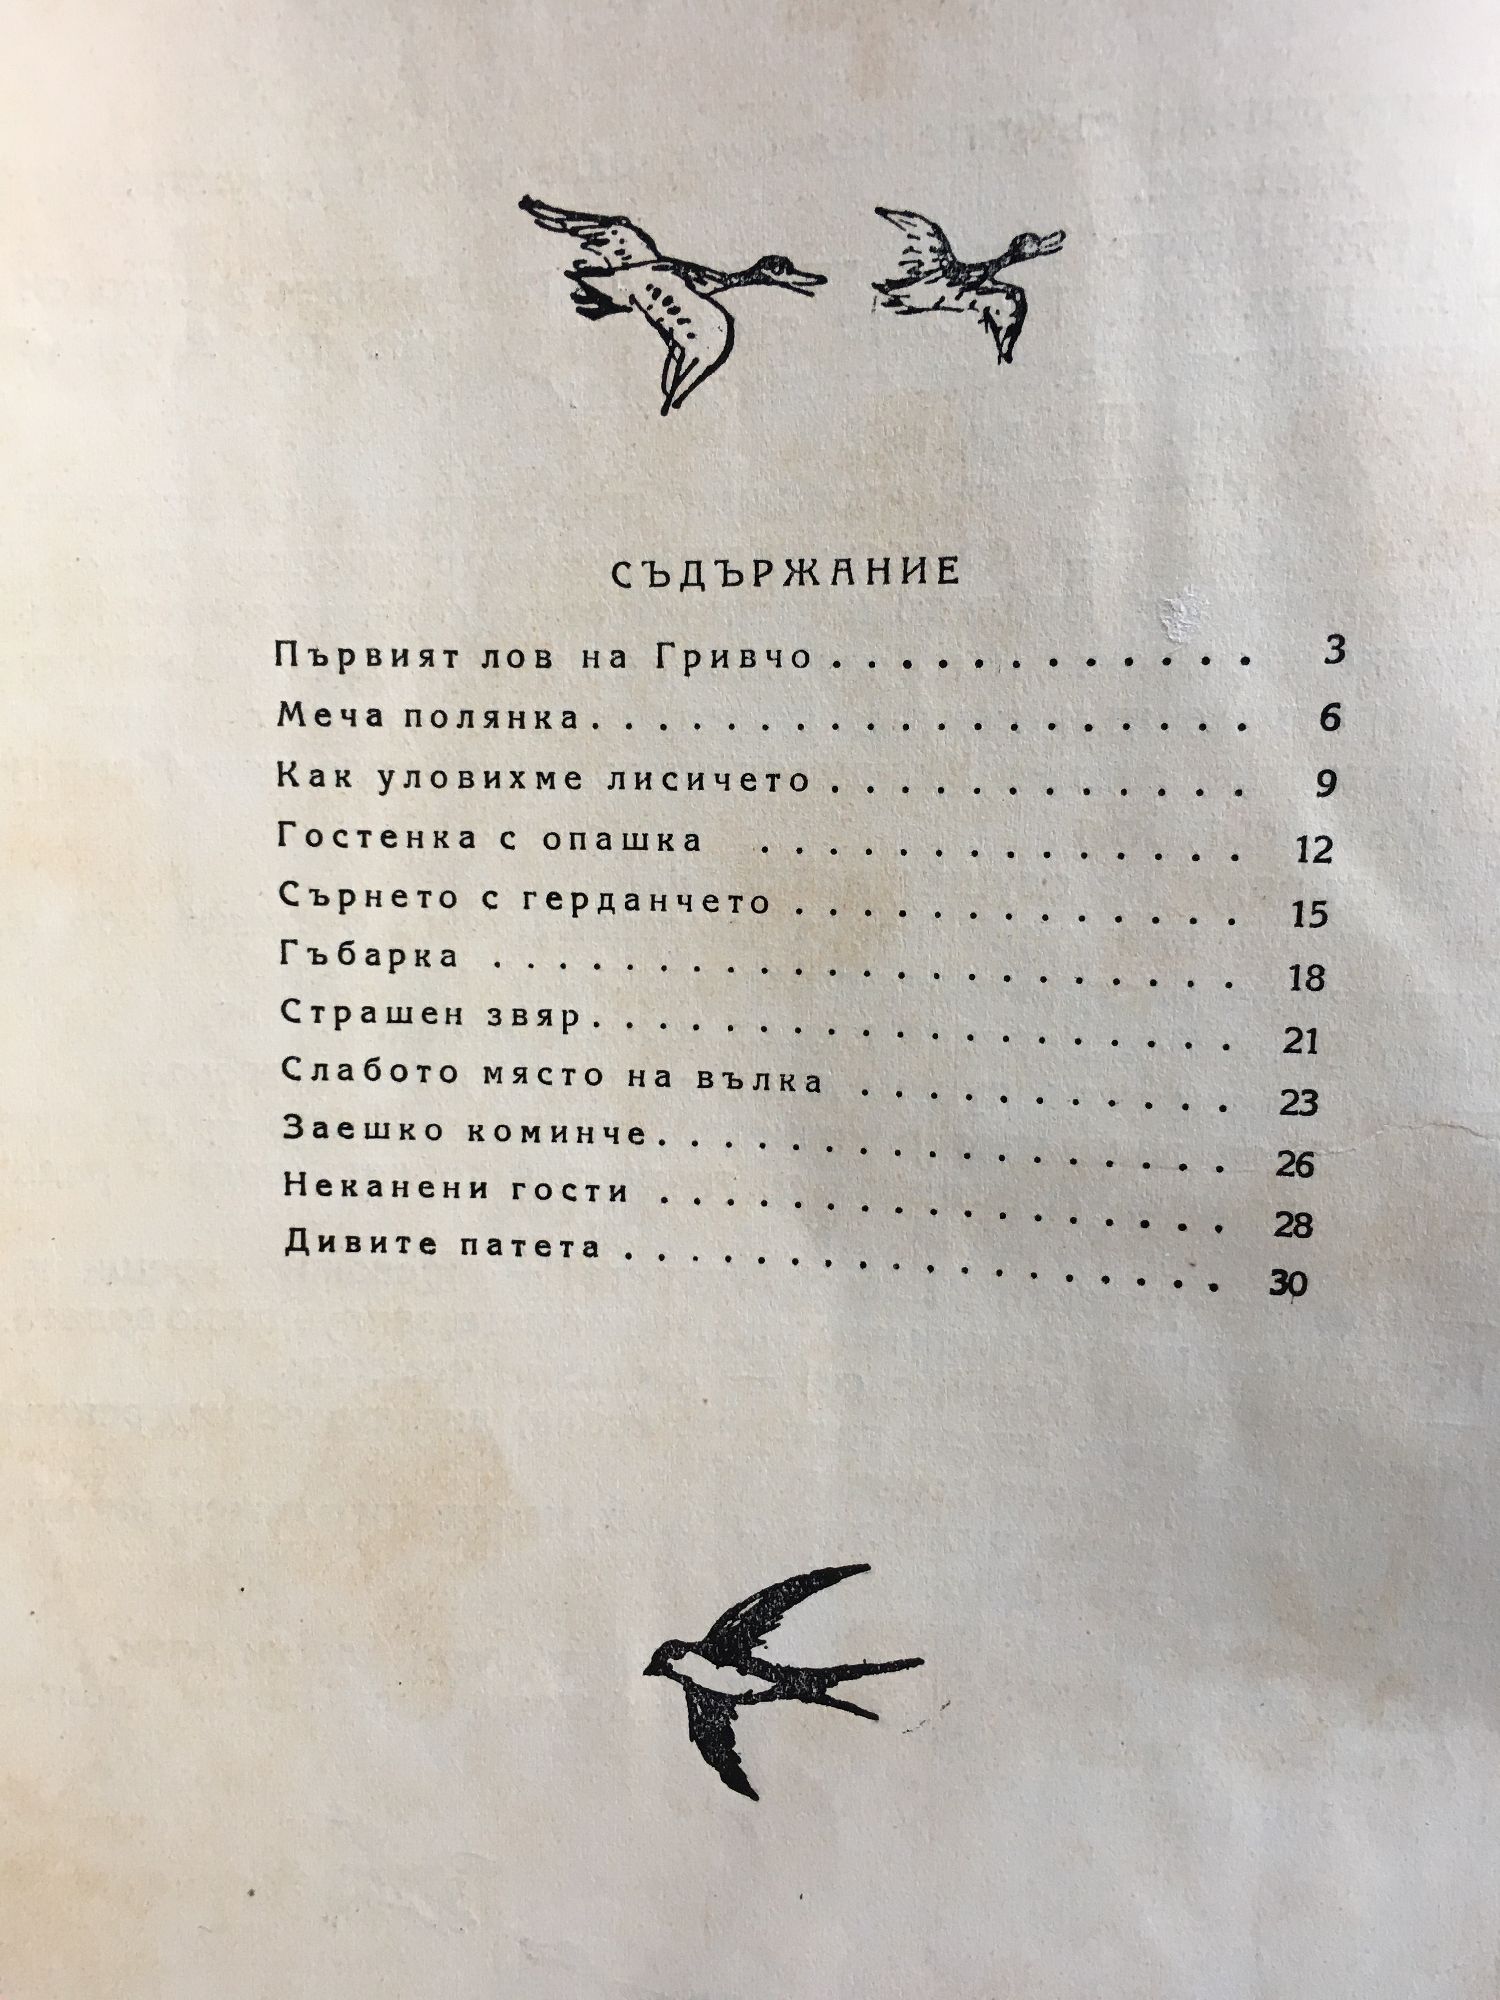 СЪДЪРЖАНИЕ
Първият лов на Гривчо . . . . . . . . . . . . . 3
Меча полянка . . . . . . . . . . . . . . . . . . . . 6
Как уловихме лисичето . . . . . . . . . . . . . 9
Гостенка с опашка . . . . . . . . . . . . . . . 12
Сърнето с герданчето . . . . . . . . . . . . . . 15
Гъбарка . . . . . . . . . . . . . . . . . . . . . . . 18
Страшен звяр . . . . . . . . . . . . . . . . . . . . 21
Слабото място на вълка . . . . . . . . . . . 23
Заешко коминче . . . . . . . . . . . . . . . . . 26
Неканени гости . . . . . . . . . . . . . . . . . 28
Дивите патета . . . . . . . . . . . . . . . . . . 30